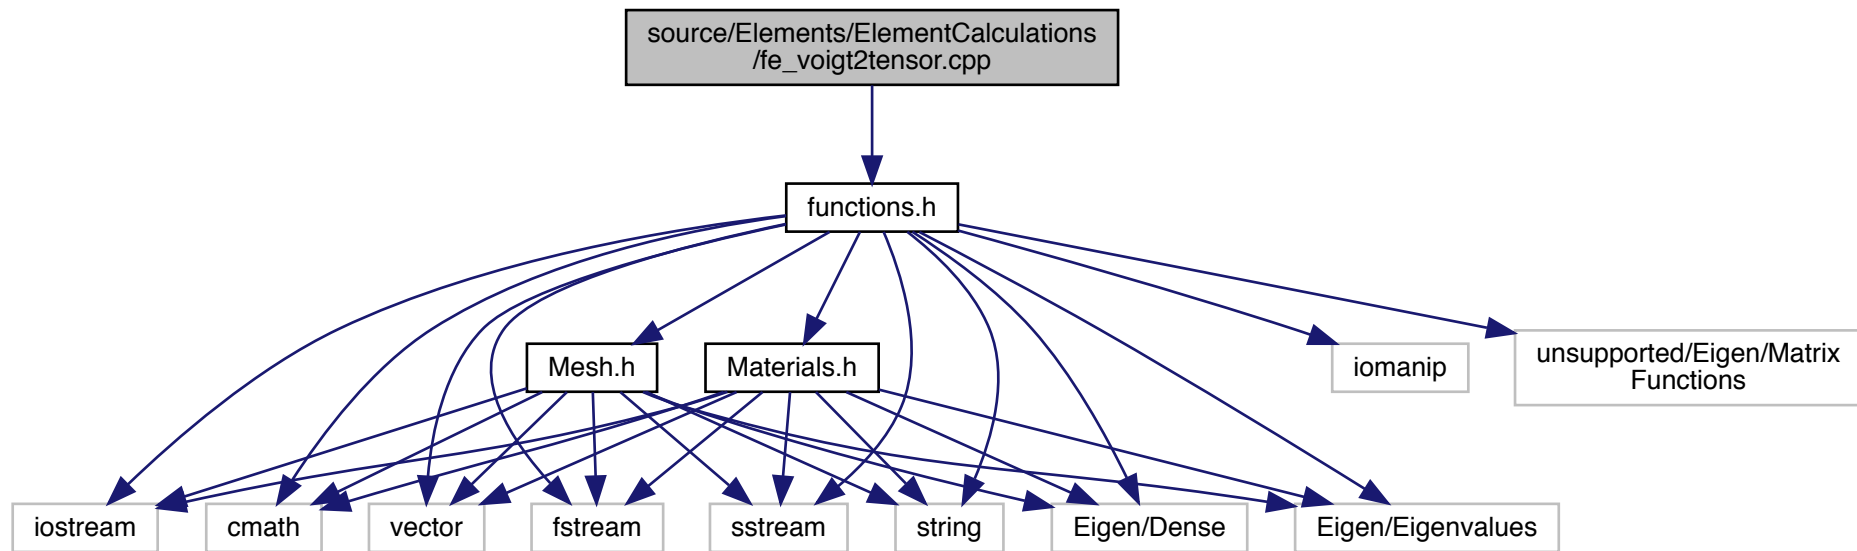 source/Elements/ElementCalculations
/fe_voigt2tensor.cpp
functions.h
Mesh.h
Materials.h
iomanip
unsupported/Eigen/Matrix
Functions
iostream
cmath
vector
fstream
sstream
string
Eigen/Dense
Eigen/Eigenvalues